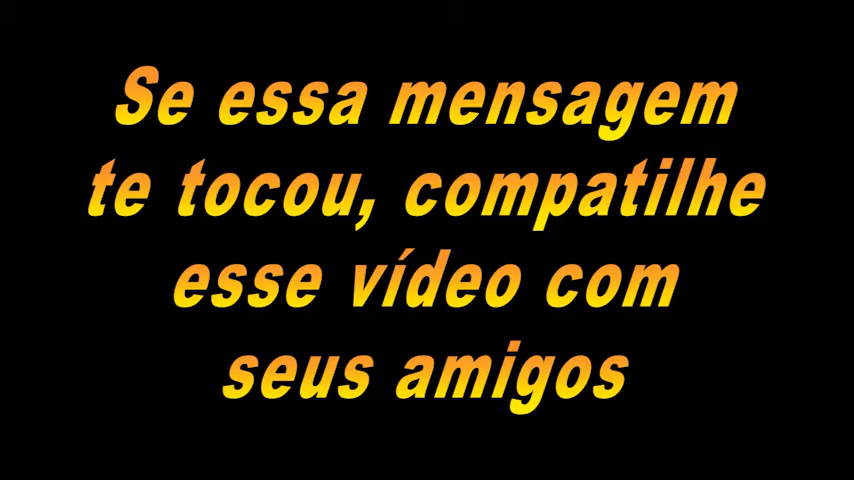 Se essa mensagem
te tocou, compatilhe
esse vídeo com
seus amigos